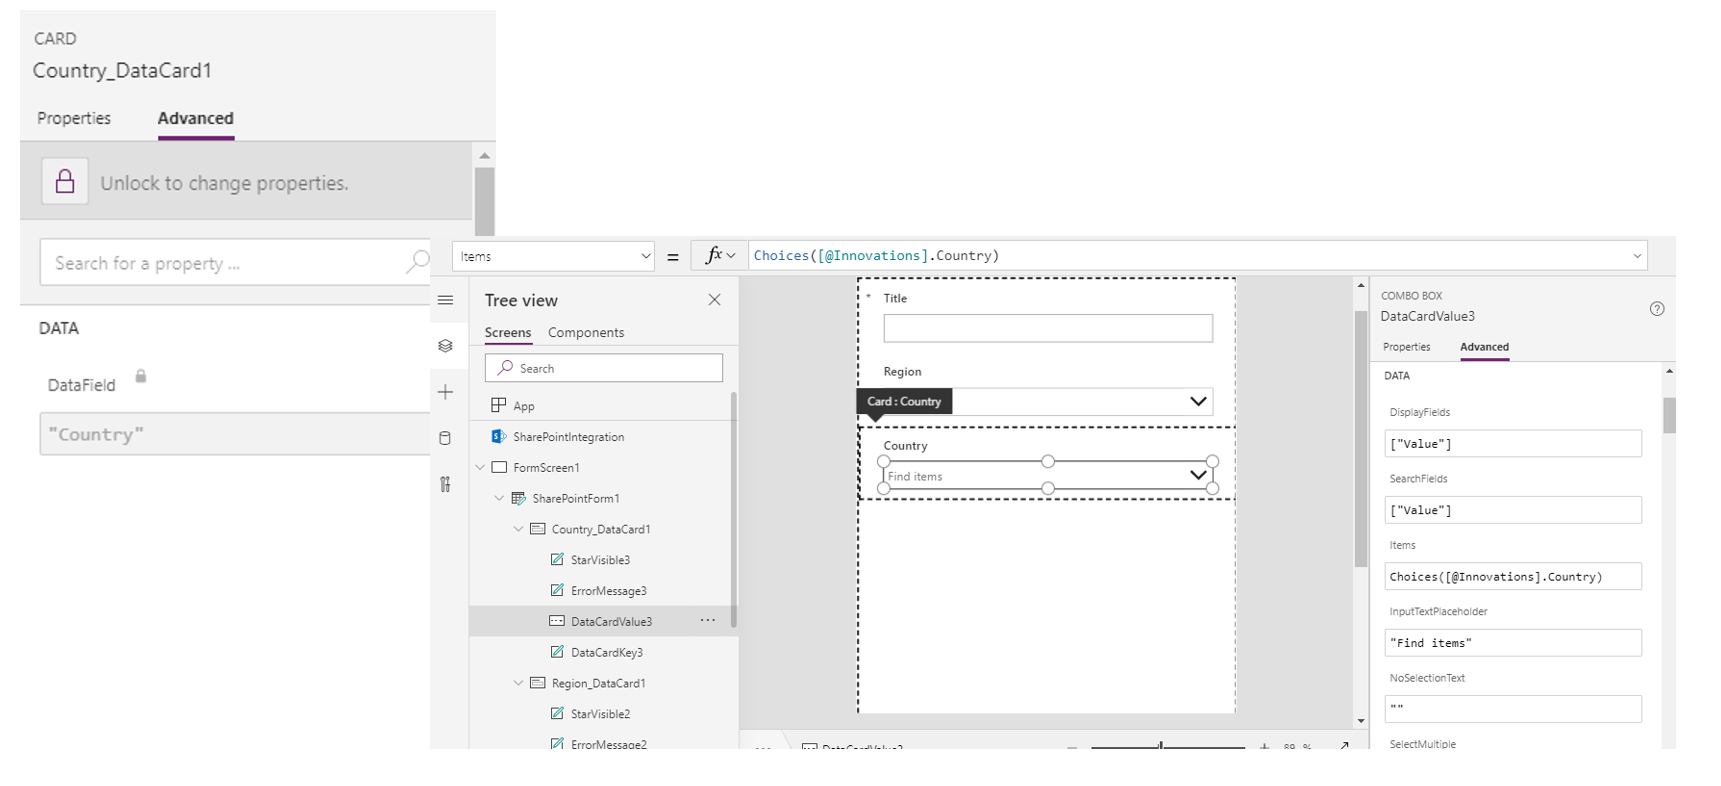 CARD
Country_DataCard1
Properties Advanced
Unlock to change properties.
Search for a property ...
DATA
DataField
"Country"
Items = fx Choices([@Innovations].Country)
Tree view
Screens Components
Search
App
SharePointIntegration
FormScreen1
SharePointForm1
Country_DataCard1
StarVisible3
ErrorMessage3
DataCardValue3 ...
DataCardKey3
Region_DataCard1
StarVisible2
ErrorMessage2
* Title
Region
Card : Country
Country
Find items
DataCardValue3
89 %
COMBO BOX
DataCardValue3
Properties Advanced
DATA
DisplayFields
["Value"]
SearchFields
["Value"]
Items
Choices([@Innovations].Country)
InputTextPlaceholder
"Find items"
NoSelectionText
""
SelectMultiple